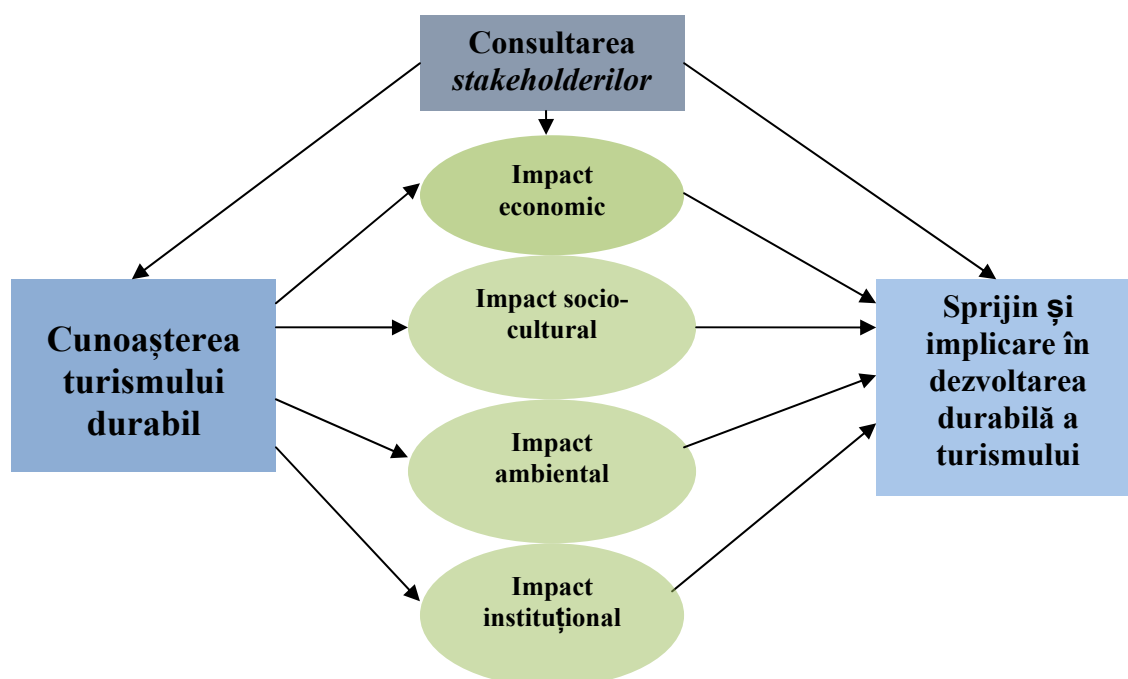 Consultarea
stakeholderilor
Impact
economic
Impact socio-
cultural
Cunoașterea
turismului
durabil
Sprijin și
implicare în
dezvoltarea
durabilă a
turismului
Impact
ambiental
Impact
instituțional